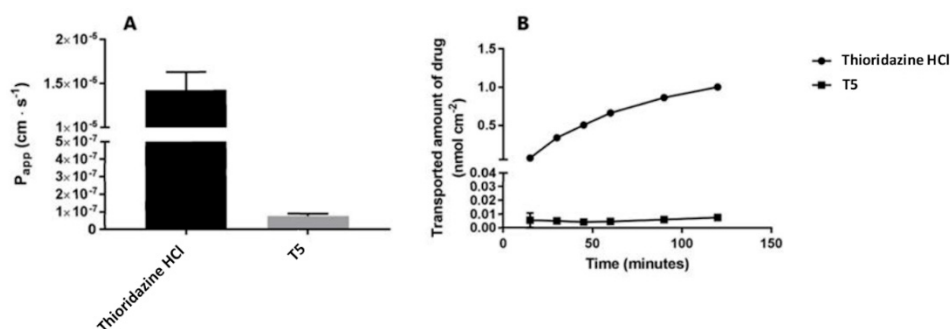 A
2×10⁻⁶
1.5×10⁻⁶
1×10⁻⁶
5×10⁻⁷
4×10⁻⁷
3×10⁻⁷
2×10⁻⁷
1×10⁻⁷
0
Papp (cm · s⁻¹)
Thioridazine HCl
T5
B
1.5
1.0
0.5
0.04
0.03
0.02
0.01
0.00
Transported amount of drug
(nmol cm⁻²)
0
50
100
150
Time (minutes)
Thioridazine HCl
T5